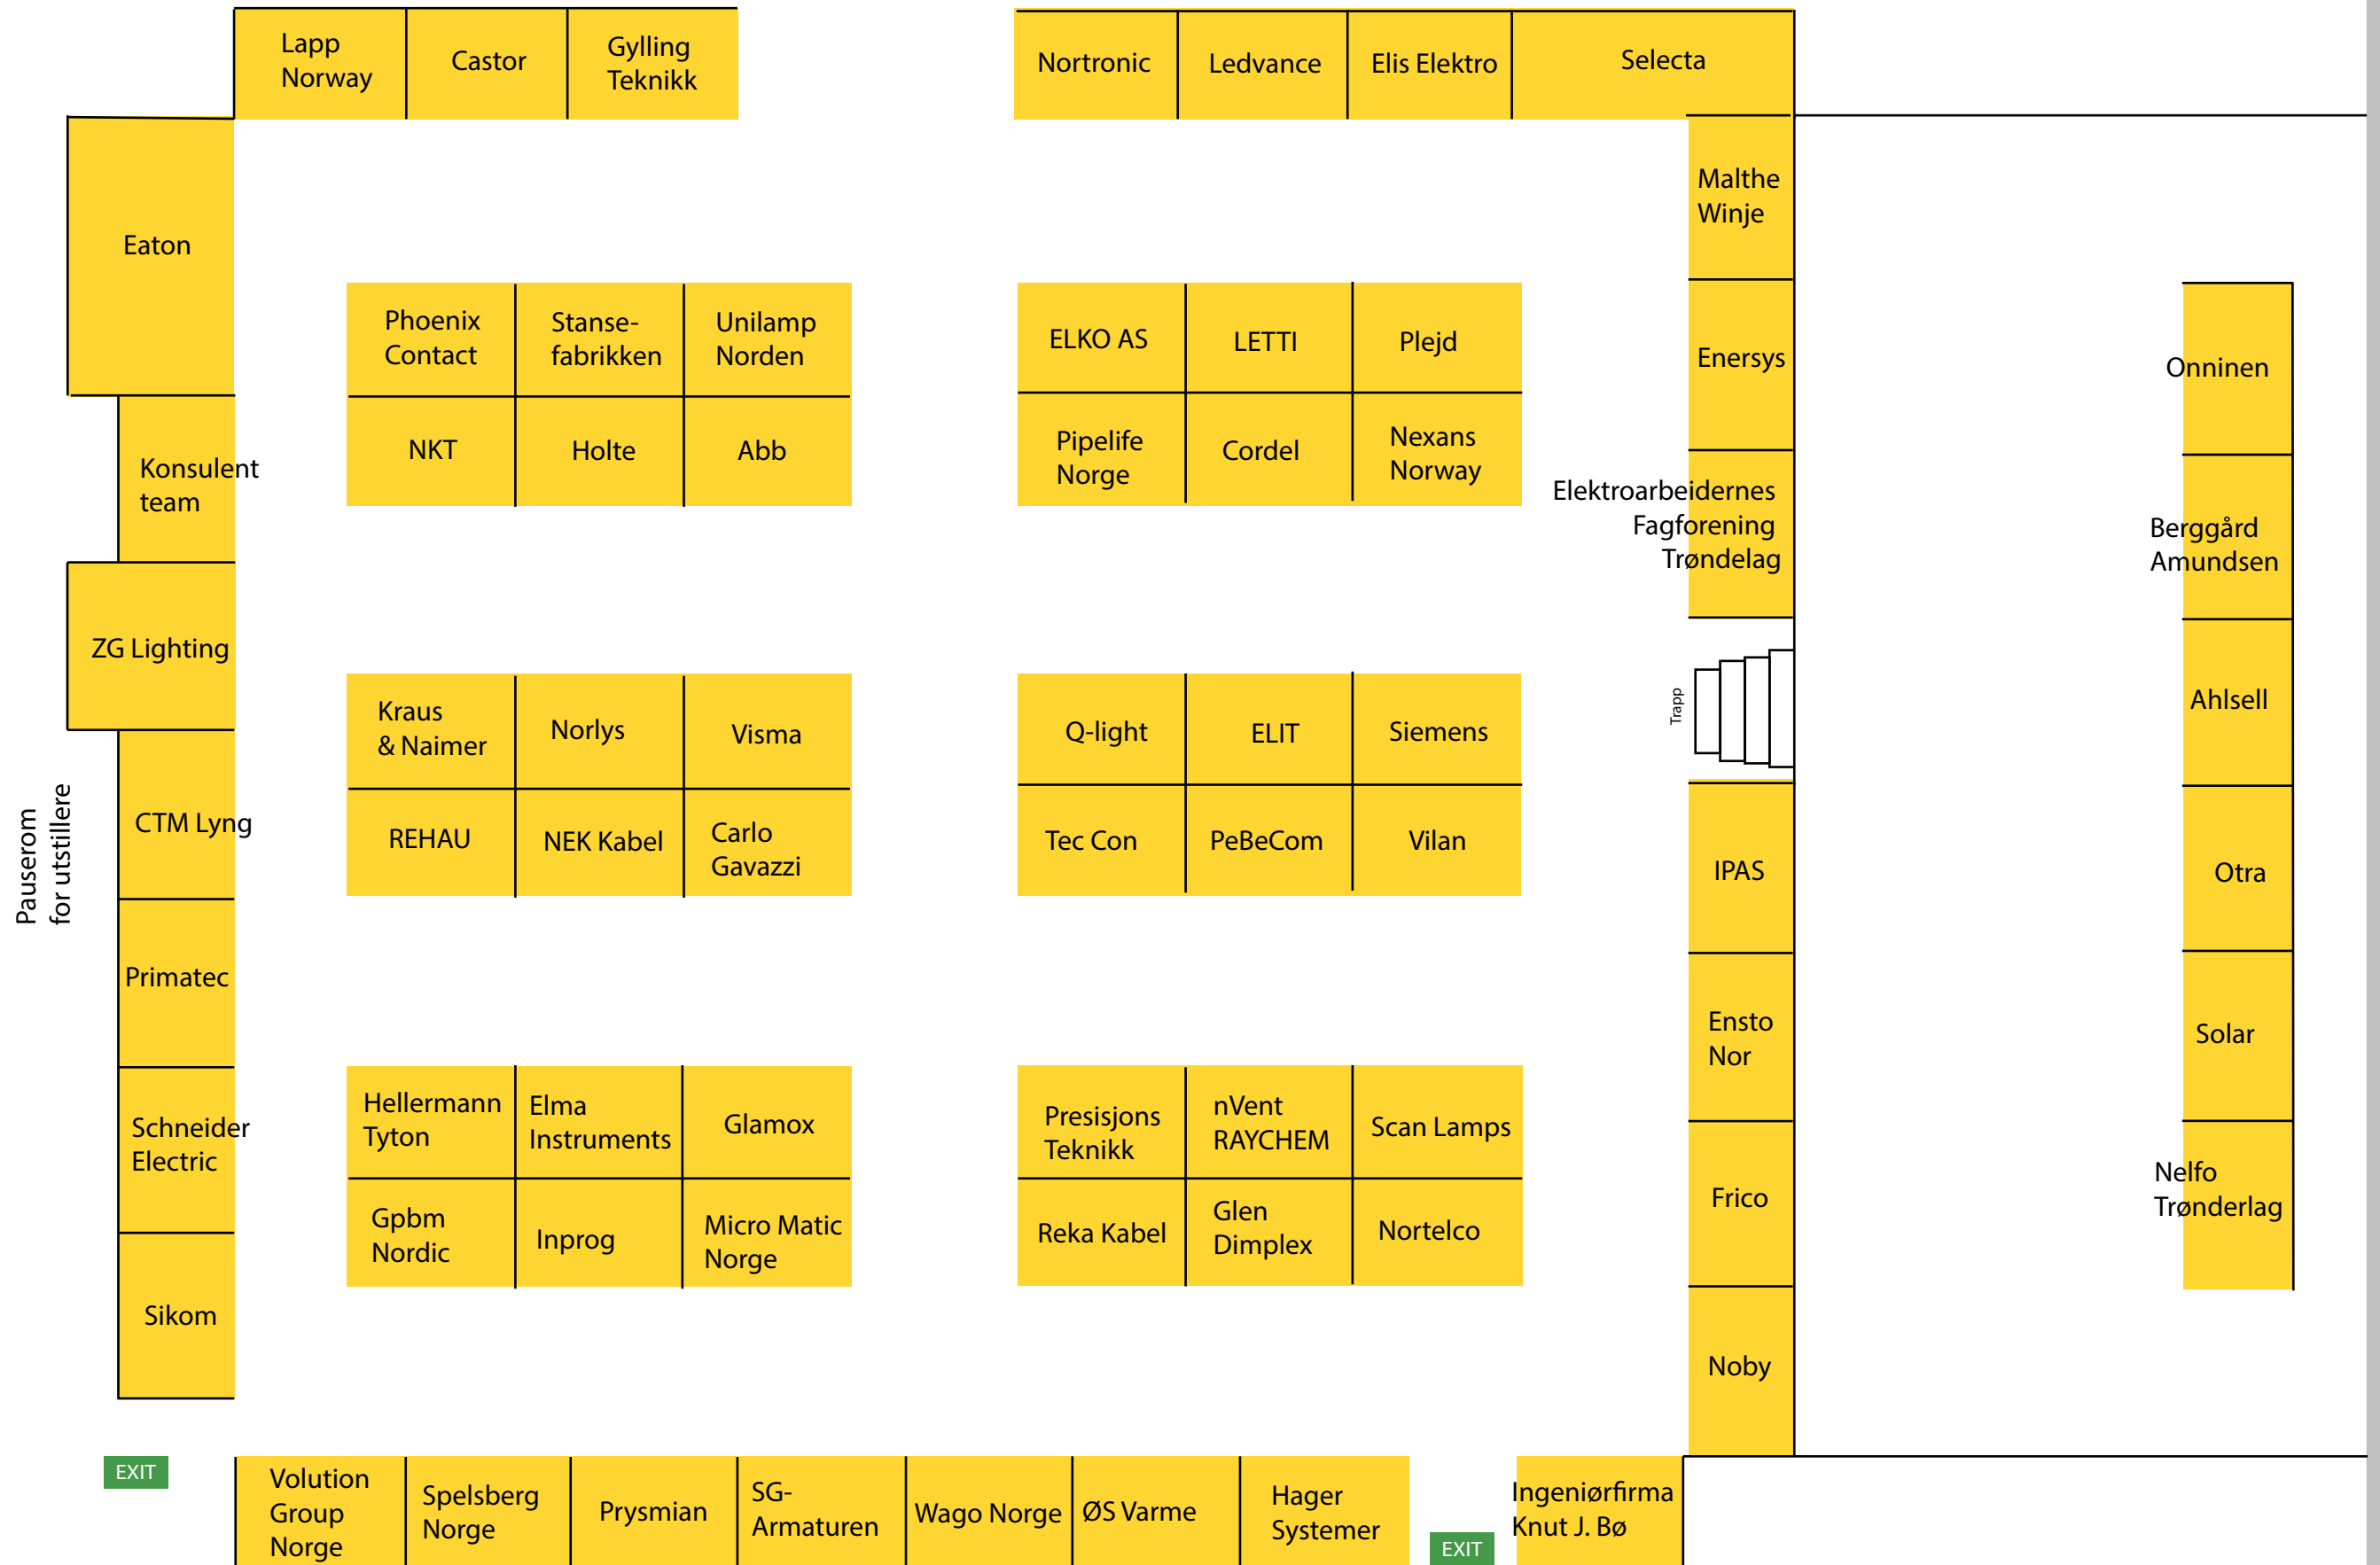 Lapp
Norway
Castor
Gylling
Teknikk
Nortronic
Ledvance
Elis Elektro
Selecta
Eaton
Konsulent
team
ZG Lighting
CTM Lyng
Primatec
Schneider
Electric
Sikom
Pauserom
for utstillere
Phoenix
Contact
Stanse-
fabrikken
Unilamp
Norden
NKT
Holte
Abb
ELKO AS
LETTI
Plejd
Pipelife
Norge
Cordel
Nexans
Norway
Malthe
Winje
Enersys
Elektroarbeidernes
Fagforening
Trøndelag
Trapp
IPAS
Ensto
Nor
Frico
Noby
Onninen
Berggård
Amundsen
Ahlsell
Otra
Solar
Nelfo
Trønderlag
Kraus
& Naimer
Norlys
Visma
REHAU
NEK Kabel
Carlo
Gavazzi
Q-light
ELIT
Siemens
Tec Con
PeBeCom
Vilan
Hellermann
Tyton
Elma
Instruments
Glamox
Gpbm
Nordic
Inprog
Micro Matic
Norge
Presisjons
Teknikk
nVent
RAYCHEM
Scan Lamps
Reka Kabel
Glen
Dimplex
Nortelco
EXIT
Volution
Group
Norge
Spelsberg
Norge
Prysmian
SG-
Armaturen
Wago Norge
ØS Varme
Hager
Systemer
EXIT
Ingeniørfirma
Knut J. Bø